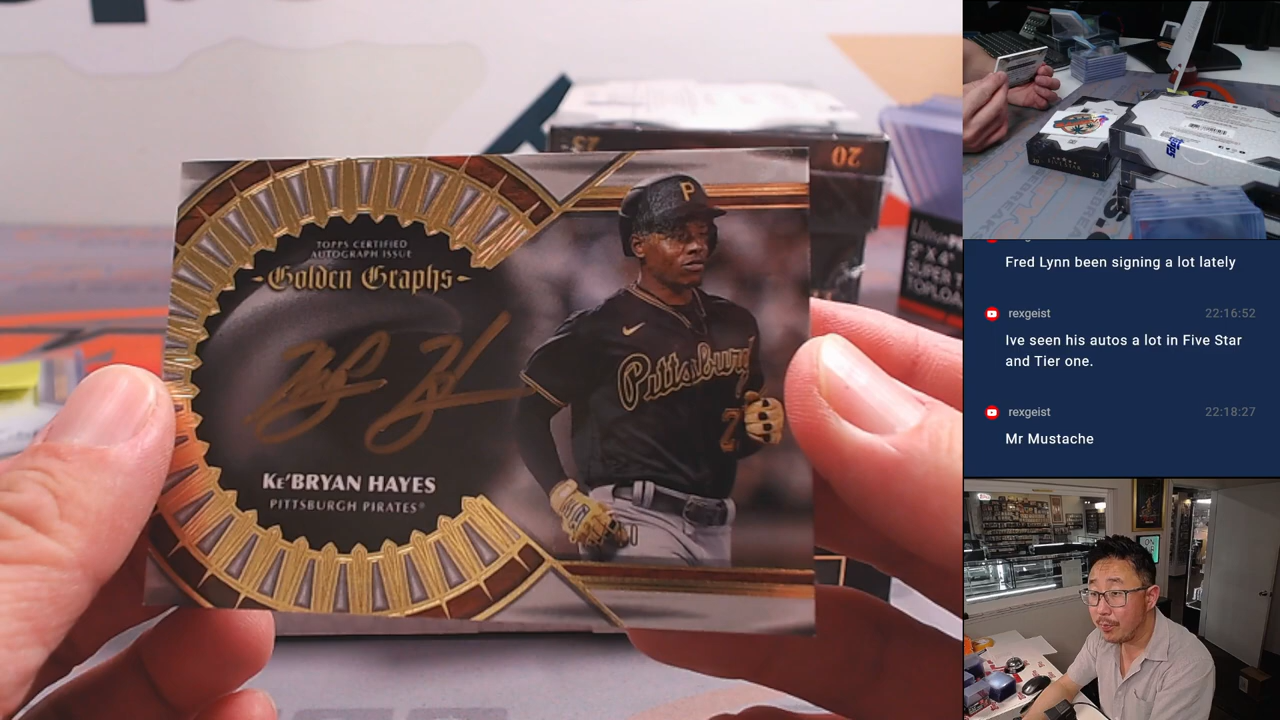 TOPPS CERTIFIED
AUTOGRAPH ISSUE
Golden Graphs
KE'BRYAN HAYES
PITTSBURGH PIRATES®
P
Pittsburg
20
Fred Lynn been signing a lot lately
rexgeist 22:16:52
Ive seen his autos a lot in Five Star
and Tier one.
rexgeist 22:18:27
Mr Mustache